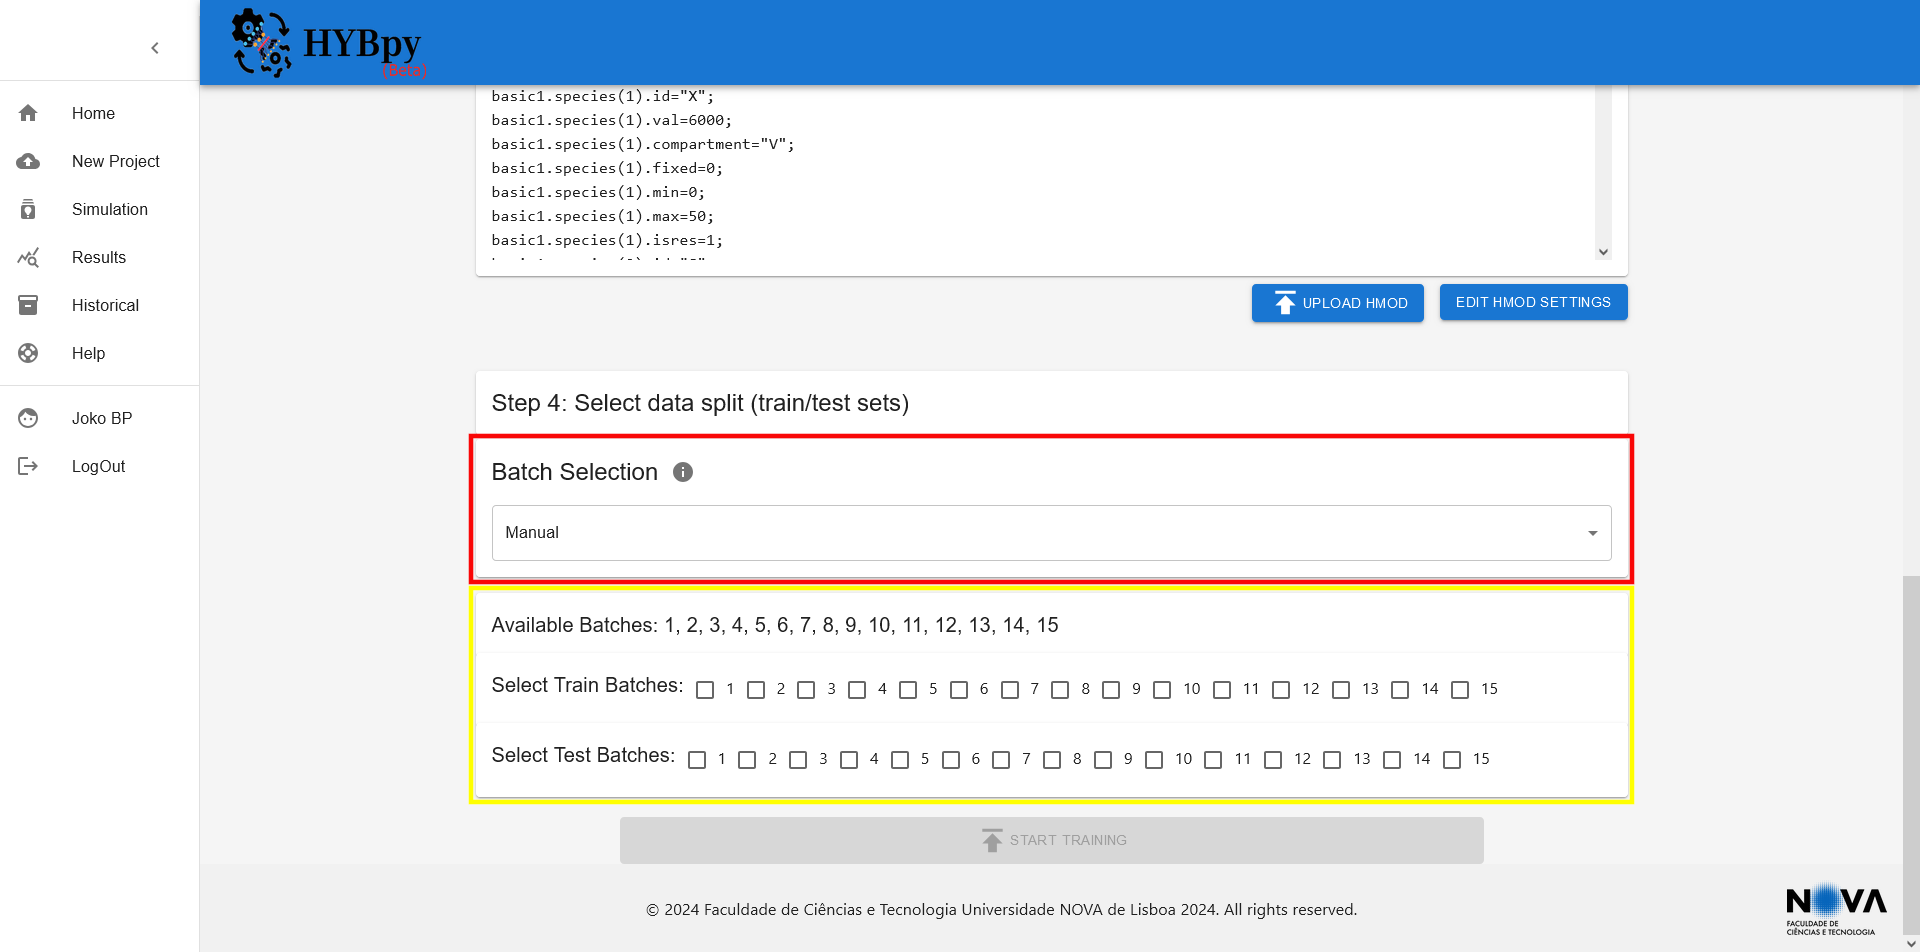 HYBpy
(Beta)
Home
New Project
Simulation
Results
Historical
Help
Joko BP
LogOut
basic1.species(1).id="X";
basic1.species(1).val=6000;
basic1.species(1).compartment="V";
basic1.species(1).fixed=0;
basic1.species(1).min=0;
basic1.species(1).max=50;
basic1.species(1).isres=1;
UPLOAD HMOD
EDIT HMOD SETTINGS
Step 4: Select data split (train/test sets)
Batch Selection
Manual
Available Batches: 1, 2, 3, 4, 5, 6, 7, 8, 9, 10, 11, 12, 13, 14, 15
Select Train Batches: 1 2 3 4 5 6 7 8 9 10 11 12 13 14 15
Select Test Batches: 1 2 3 4 5 6 7 8 9 10 11 12 13 14 15
START TRAINING
© 2024 Faculdade de Ciências e Tecnologia Universidade NOVA de Lisboa 2024. All rights reserved.
NOVA
FACULDADE DE
CIÊNCIAS E TECNOLOGIA